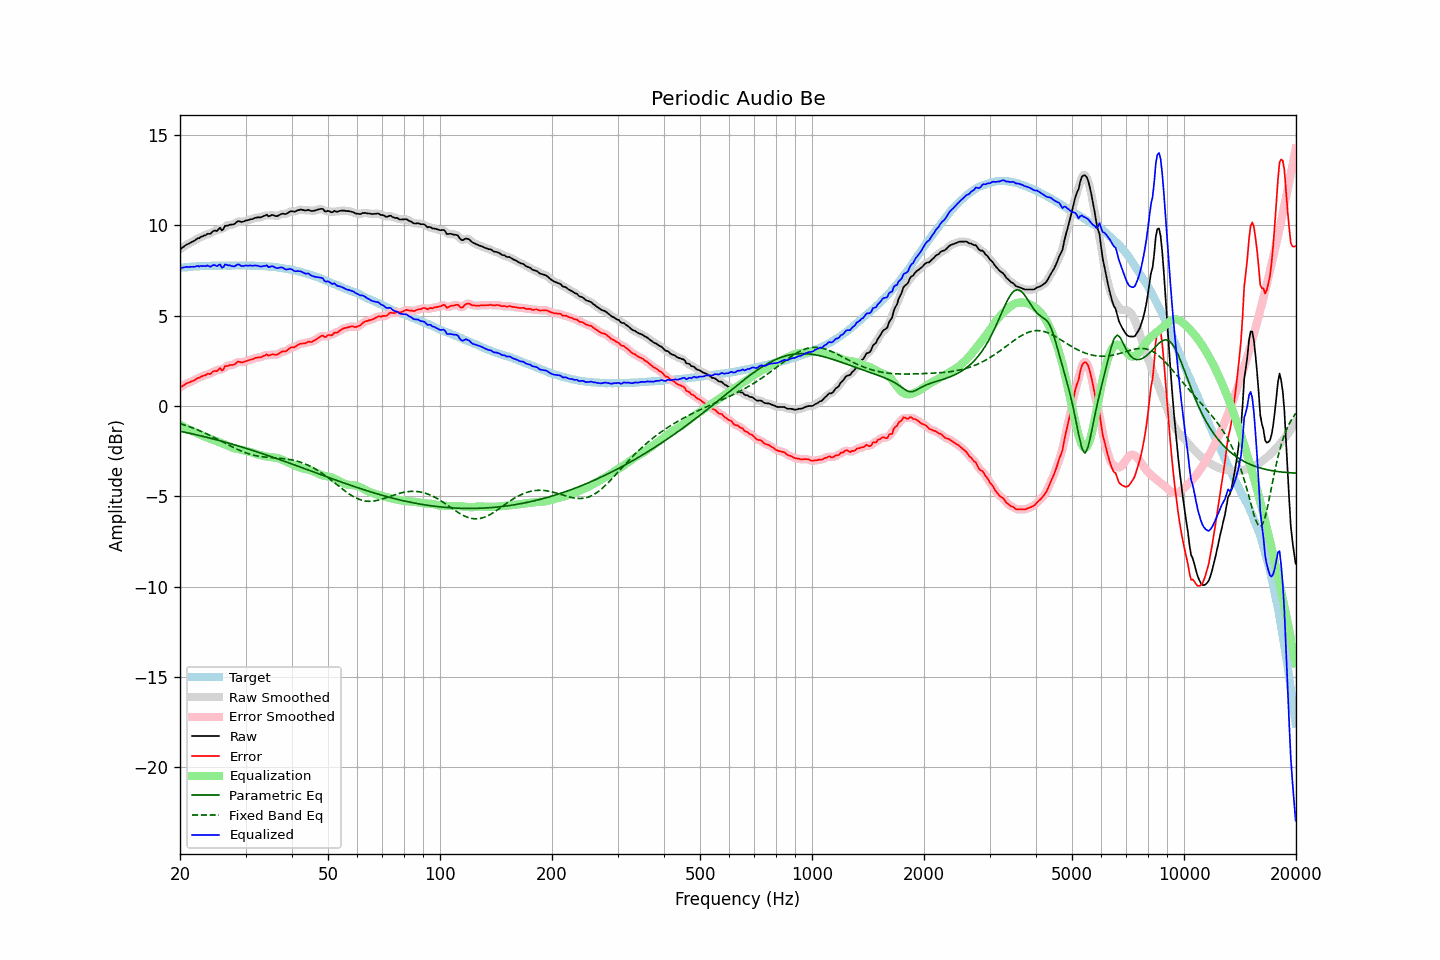 Periodic Audio Be
15
10
5
0
−5
−10
−15
−20
Amplitude (dBr)
Target
Raw Smoothed
Error Smoothed
Raw
Error
Equalization
Parametric Eq
Fixed Band Eq
Equalized
20 50 100 200 500 1000 2000 5000 10000 20000
Frequency (Hz)